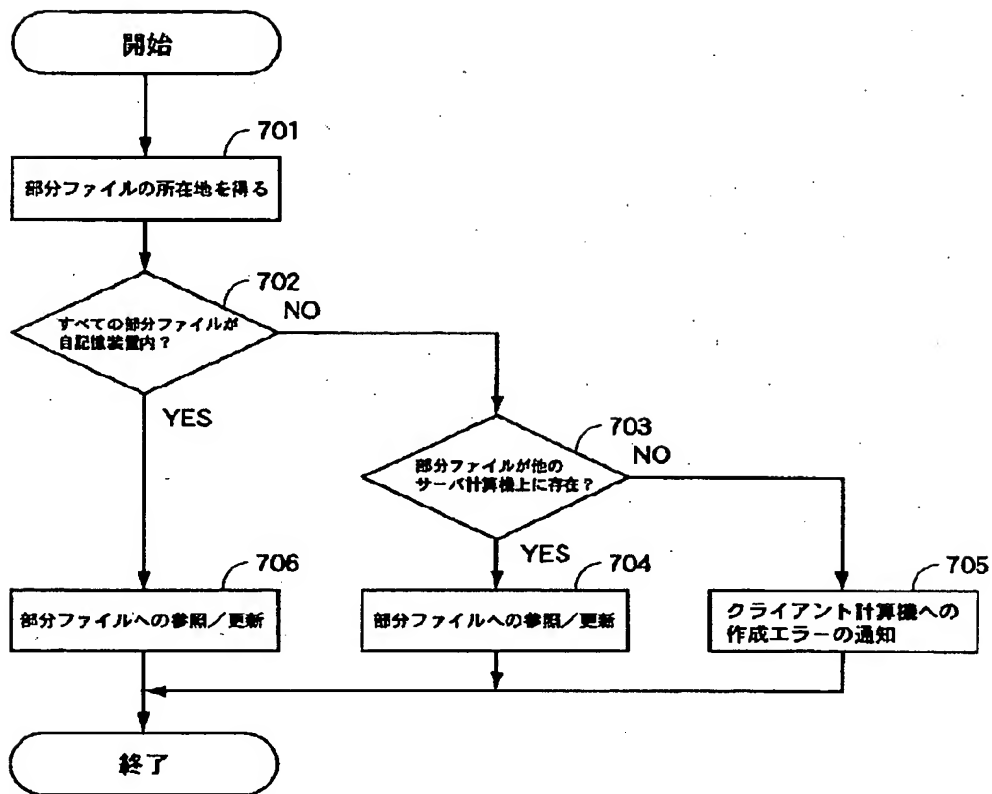 開始
701
部分ファイルの所在地を得る
702
すべての部分ファイルが
自記憶装置内?
NO
YES
703
部分ファイルが他の
サーバ計算機上に存在?
NO
YES
706
部分ファイルへの参照/更新
704
部分ファイルへの参照/更新
705
クライアント計算機への
作成エラーの通知
終了